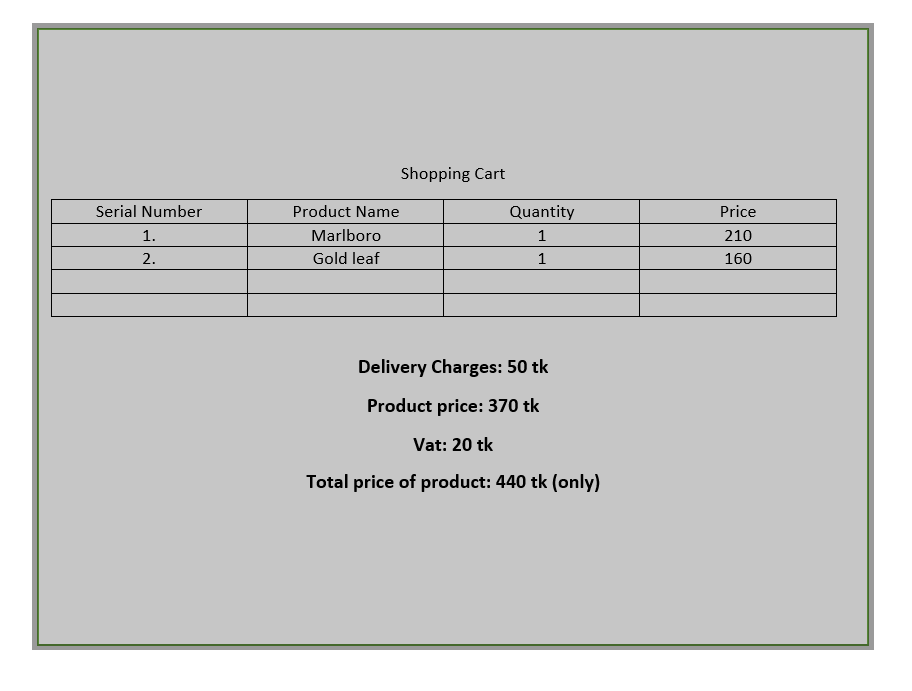 Shopping Cart
Serial Number Product Name Quantity Price
1. Marlboro 1 210
2. Gold leaf 1 160
Delivery Charges: 50 tk
Product price: 370 tk
Vat: 20 tk
Total price of product: 440 tk (only)